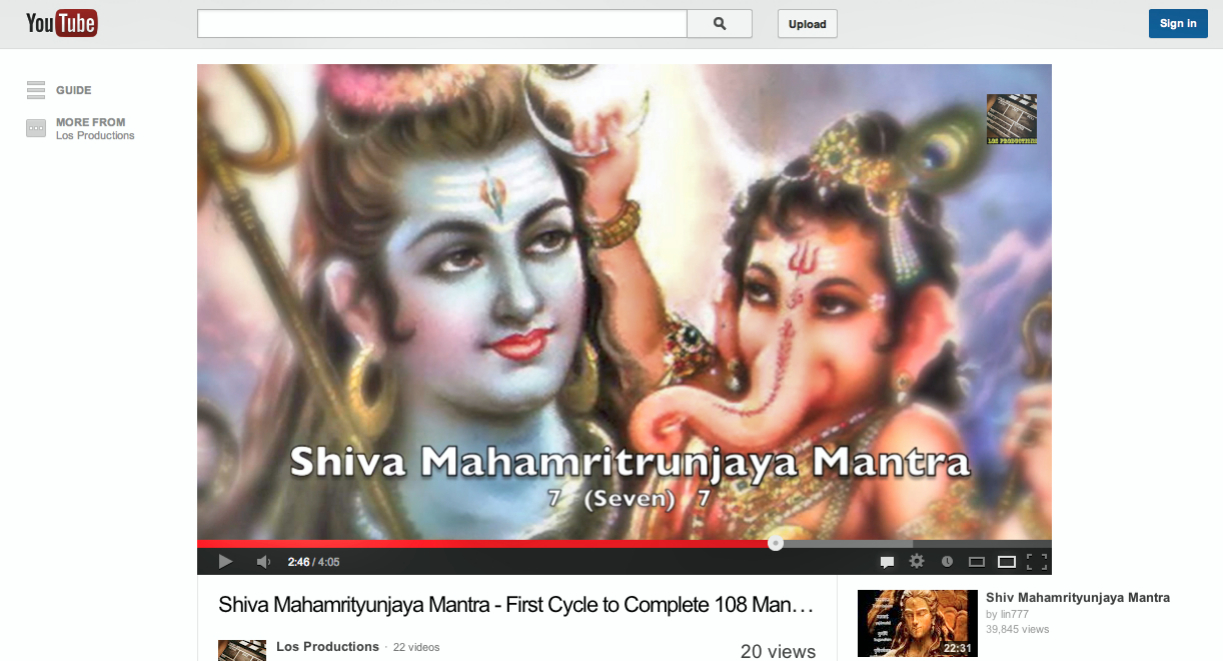 YouTube
Upload
Sign in
GUIDE
MORE FROM
Los Productions
LOS PRODUCTIONS
Shiva Mahamritrunjaya Mantra
7 (Seven) 7
2:46 / 4:05
Shiva Mahamrityunjaya Mantra - First Cycle to Complete 108 Man...
Los Productions · 22 videos
20 views
Shiv Mahamrityunjaya Mantra
by lin777
39,845 views
22:31